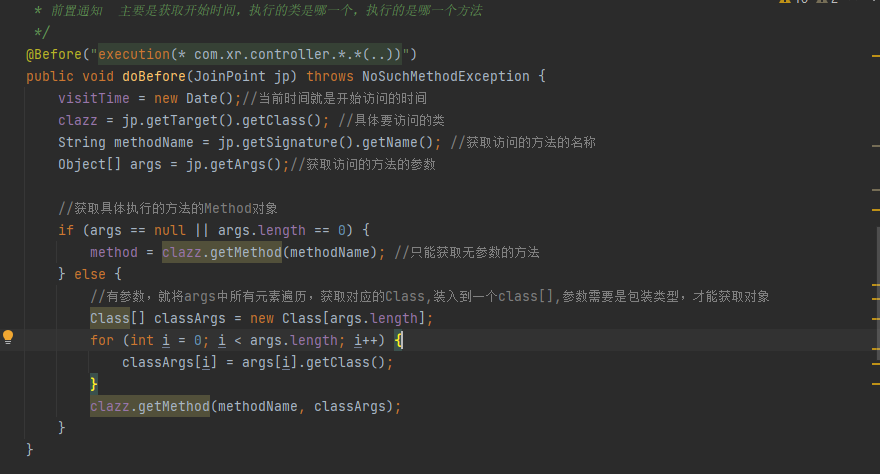 * 前置通知  主要是获取开始时间，执行的类是哪一个，执行的是哪一个方法
*/
@Before("execution(* com.xr.controller.*.*(..))")
public void doBefore(JoinPoint jp) throws NoSuchMethodException {
    visitTime = new Date();//当前时间就是开始访问的时间
    clazz = jp.getTarget().getClass(); //具体要访问的类
    String methodName = jp.getSignature().getName(); //获取访问的方法的名称
    Object[] args = jp.getArgs();//获取访问的方法的参数
    //获取具体执行的方法的Method对象
    if (args == null || args.length == 0) {
        method = clazz.getMethod(methodName); //只能获取无参数的方法
    } else {
        //有参数，就将args中所有元素遍历，获取对应的Class,装入到一个class[],参数需要是包装类型，才能获取对象
        Class[] classArgs = new Class[args.length];
        for (int i = 0; i < args.length; i++) {
            classArgs[i] = args[i].getClass();
        }
        clazz.getMethod(methodName, classArgs);
    }
}